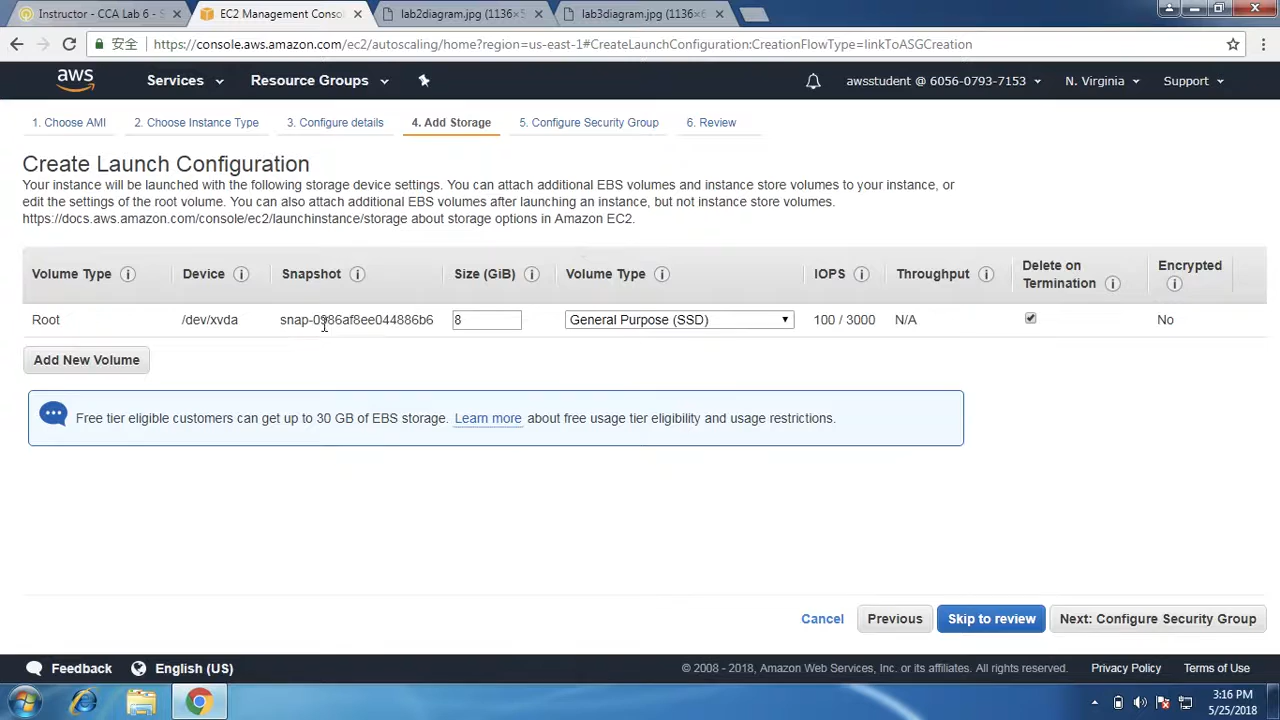 Instructor - CCA Lab 6 - S
EC2 Management Conso
lab2diagram.jpg (1136×5
lab3diagram.jpg (1136×6
安全
https://console.aws.amazon.com/ec2/autoscaling/home?region=us-east-1#CreateLaunchConfiguration:CreationFlowType=linkToASGCreation
aws
Services
Resource Groups
awsstudent @ 6056-0793-7153
N. Virginia
Support
1. Choose AMI
2. Choose Instance Type
3. Configure details
4. Add Storage
5. Configure Security Group
6. Review
Create Launch Configuration
Your instance will be launched with the following storage device settings. You can attach additional EBS volumes and instance store volumes to your instance, or
edit the settings of the root volume. You can also attach additional EBS volumes after launching an instance, but not instance store volumes.
https://docs.aws.amazon.com/console/ec2/launchinstance/storage about storage options in Amazon EC2.
Volume Type
Device
Snapshot
Size (GiB)
Volume Type
IOPS
Throughput
Delete on
Termination
Encrypted
Root
/dev/xvda
snap-0986af8ee044886b6
8
General Purpose (SSD)
100 / 3000
N/A
No
Add New Volume
Free tier eligible customers can get up to 30 GB of EBS storage. Learn more about free usage tier eligibility and usage restrictions.
Cancel
Previous
Skip to review
Next: Configure Security Group
Feedback
English (US)
© 2008 - 2018, Amazon Web Services, Inc. or its affiliates. All rights reserved.
Privacy Policy
Terms of Use
3:16 PM
5/25/2018